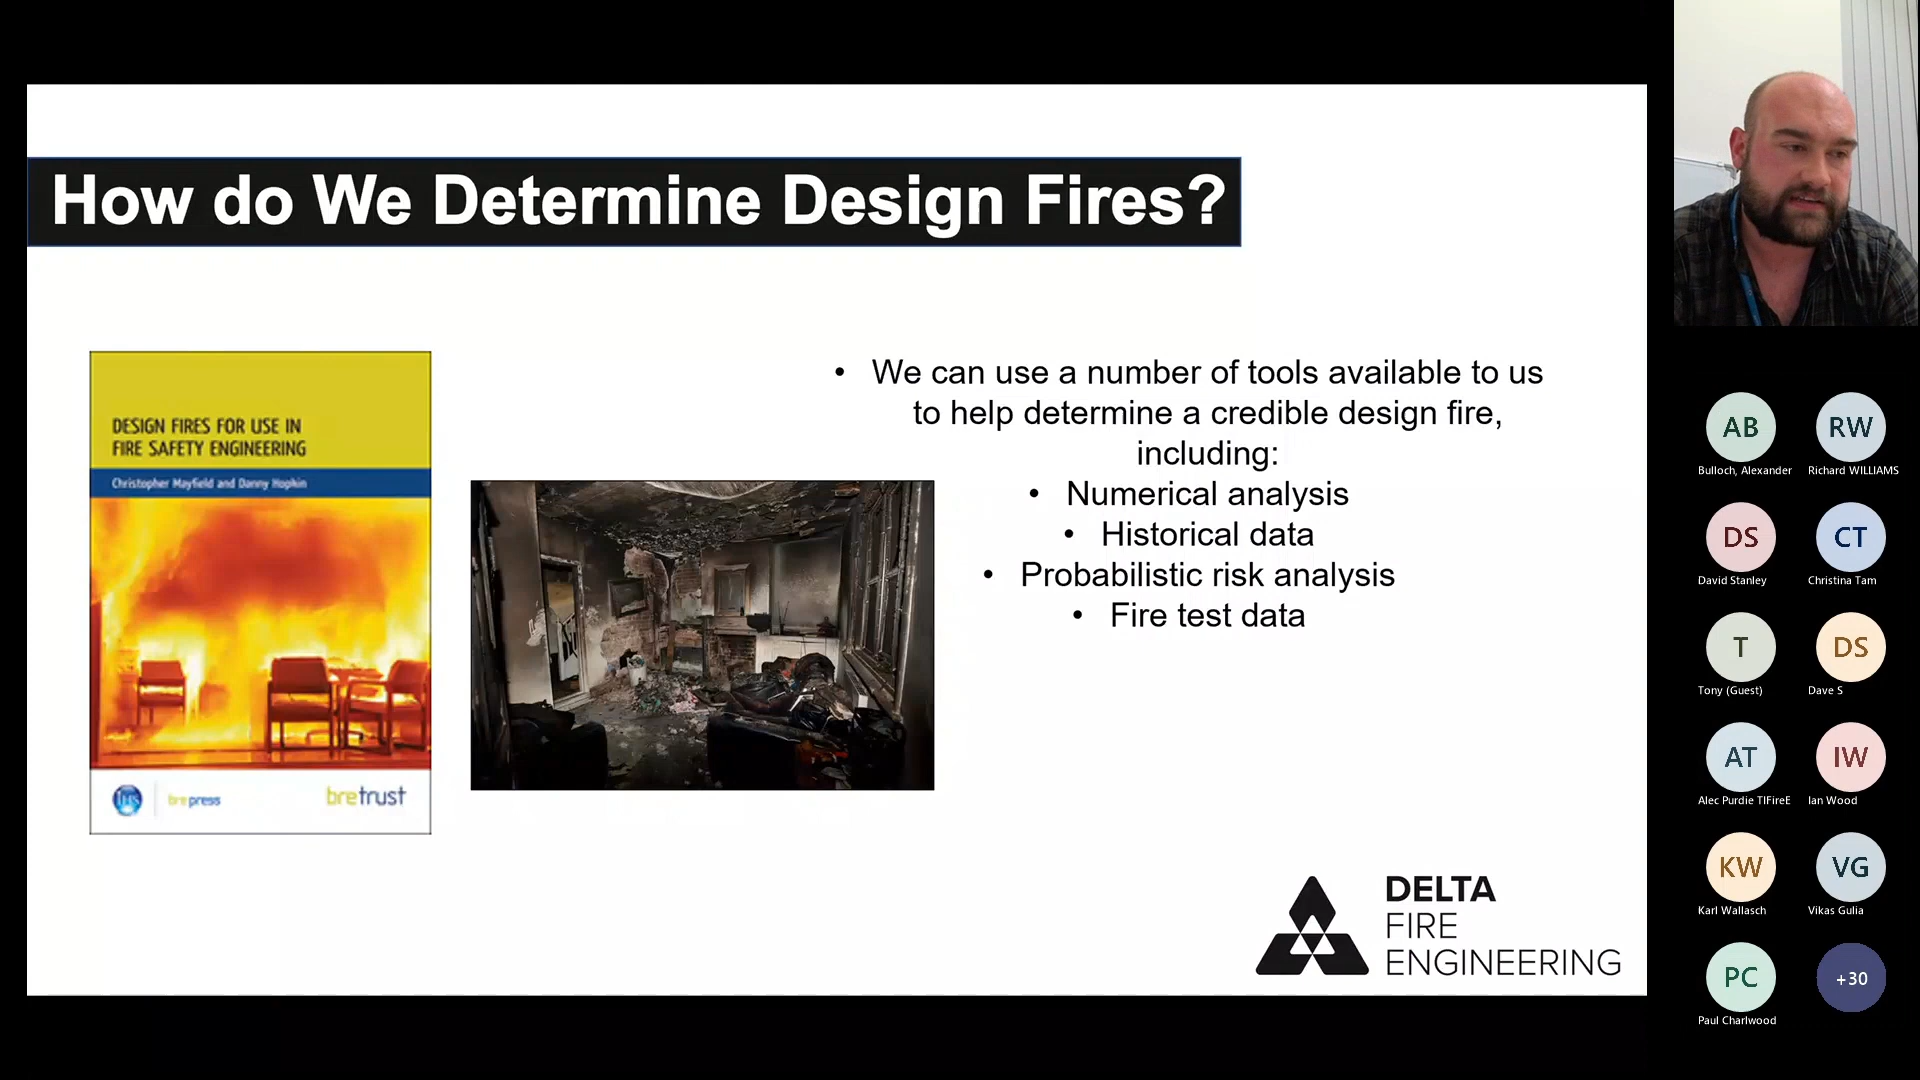 How do We Determine Design Fires?
DESIGN FIRES FOR USE IN
FIRE SAFETY ENGINEERING
Christopher Mayfield and Danny Hopkin
IHS
bre press
bretrust
• We can use a number of tools available to us
to help determine a credible design fire,
including:
• Numerical analysis
• Historical data
• Probabilistic risk analysis
• Fire test data
DELTA
FIRE
ENGINEERING
AB
Bulloch, Alexander
RW
Richard WILLIAMS
DS
David Stanley
CT
Christina Tam
T
Tony (Guest)
DS
Dave S
AT
Alec Purdie TIFireE
IW
Ian Wood
KW
Karl Wallasch
VG
Vikas Gulia
PC
Paul Charlwood
+30